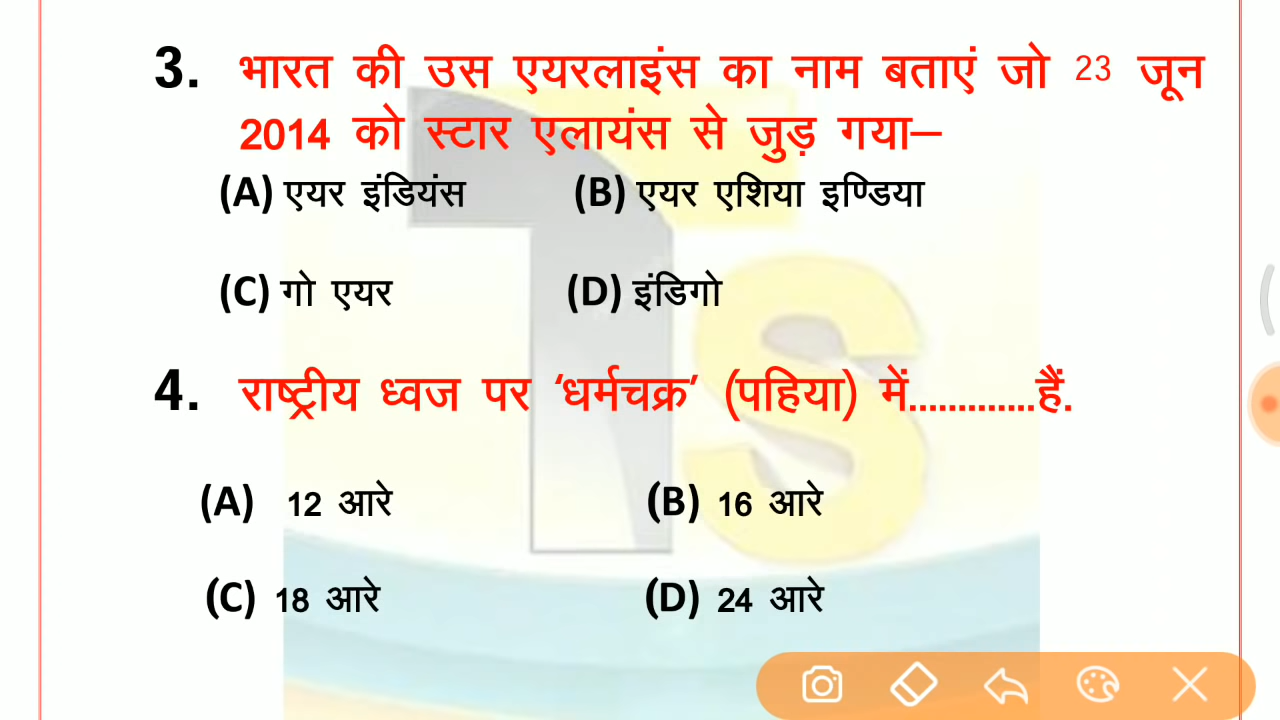 3. भारत की उस एयरलाइंस का नाम बताएं जो 23 जून
2014 को स्टार एलायंस से जुड़ गया–
(A) एयर इंडियंस (B) एयर एशिया इण्डिया
(C) गो एयर (D) इंडिगो
4. राष्ट्रीय ध्वज पर ‘धर्मचक्र’ (पहिया) में.............हैं.
(A) 12 आरे (B) 16 आरे
(C) 18 आरे (D) 24 आरे